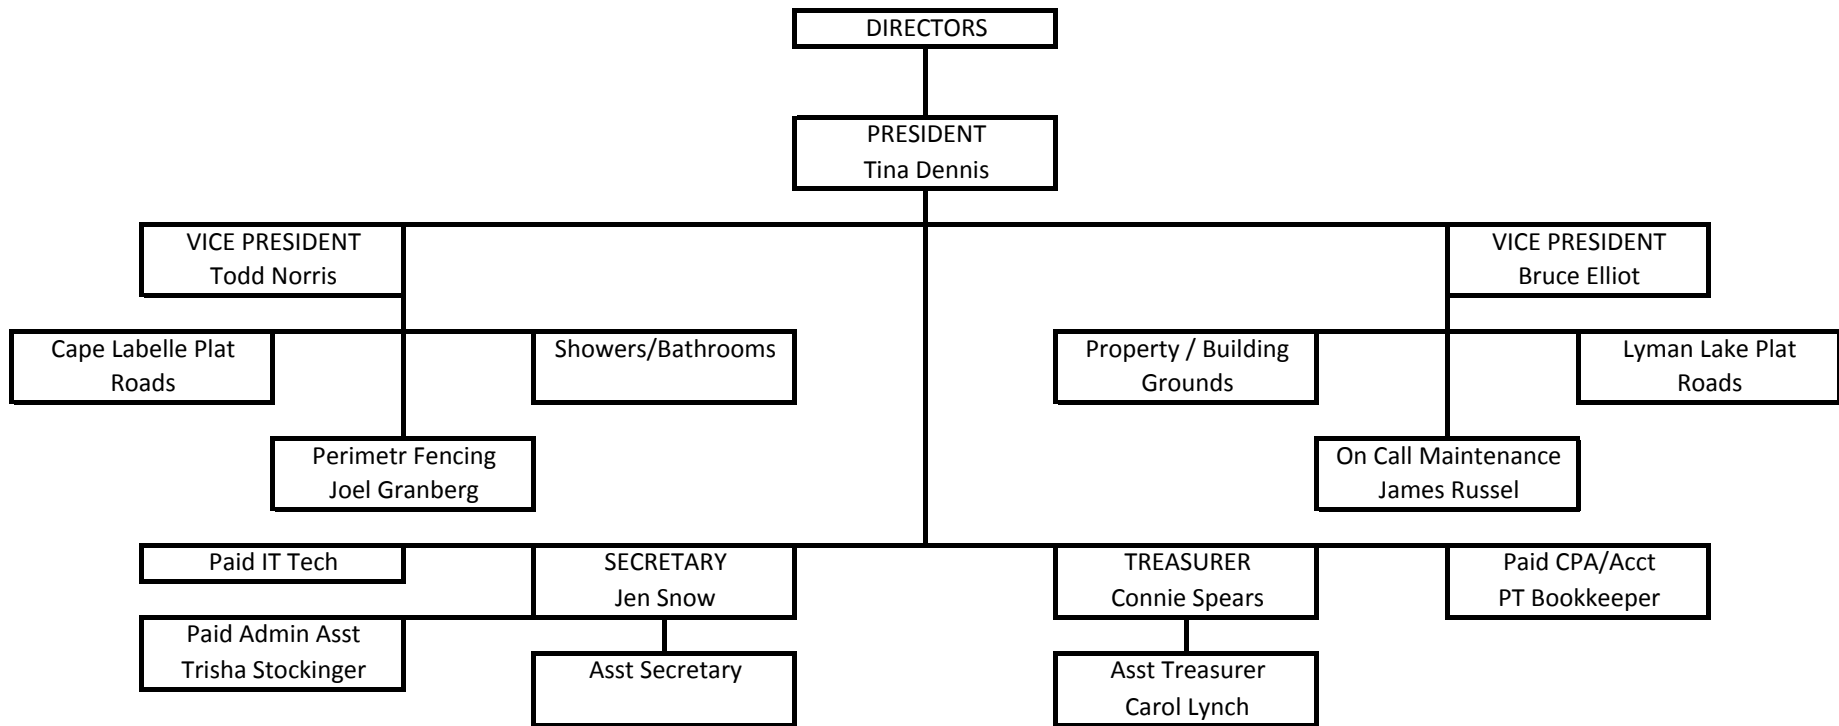 DIRECTORS
PRESIDENT
Tina Dennis
VICE PRESIDENT
Todd Norris
VICE PRESIDENT
Bruce Elliot
Cape Labelle Plat
Roads
Showers/Bathrooms
Property / Building
Grounds
Lyman Lake Plat
Roads
Perimetr Fencing
Joel Granberg
On Call Maintenance
James Russel
Paid IT Tech
SECRETARY
Jen Snow
TREASURER
Connie Spears
Paid CPA/Acct
PT Bookkeeper
Paid Admin Asst
Trisha Stockinger
Asst Secretary
Asst Treasurer
Carol Lynch